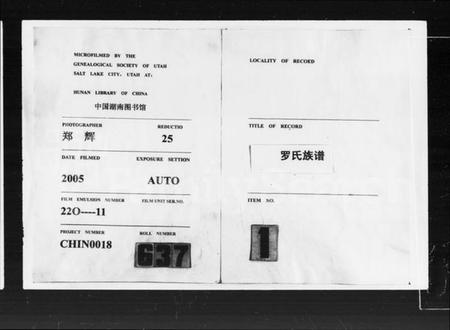 MICROFILMED BY THE
GENEALOGICAL SOCIETY OF UTAH
SALT LAKE CITY, UTAH AT:
HUNAN LIBRARY OF CHINA
中国湖南图书馆
PHOTOGRAPHER REDUCTIO
郑 辉 25
DATE FILMED EXPOSURE SETTION
2005 AUTO
FILM EMULSION NUMBER FILM UNIT SER.NO.
22O----11
PROJECT NUMBER ROLL NUMBER
CHIN0018 637
LOCALITY OF RECORD
TITLE OF RECORD
罗氏族谱
ITEM NO.
1